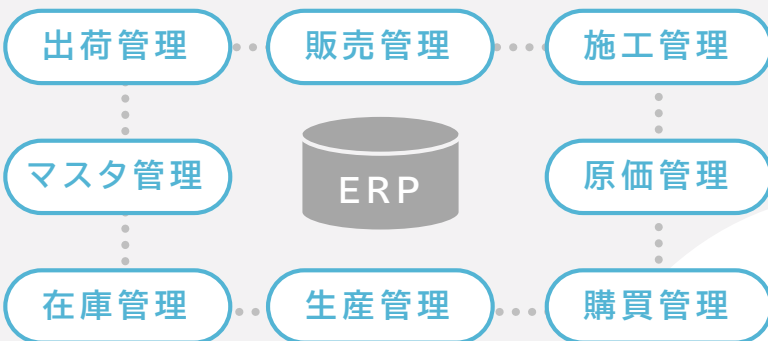 出荷管理
販売管理
施工管理
マスタ管理
ERP
原価管理
在庫管理
生産管理
購買管理